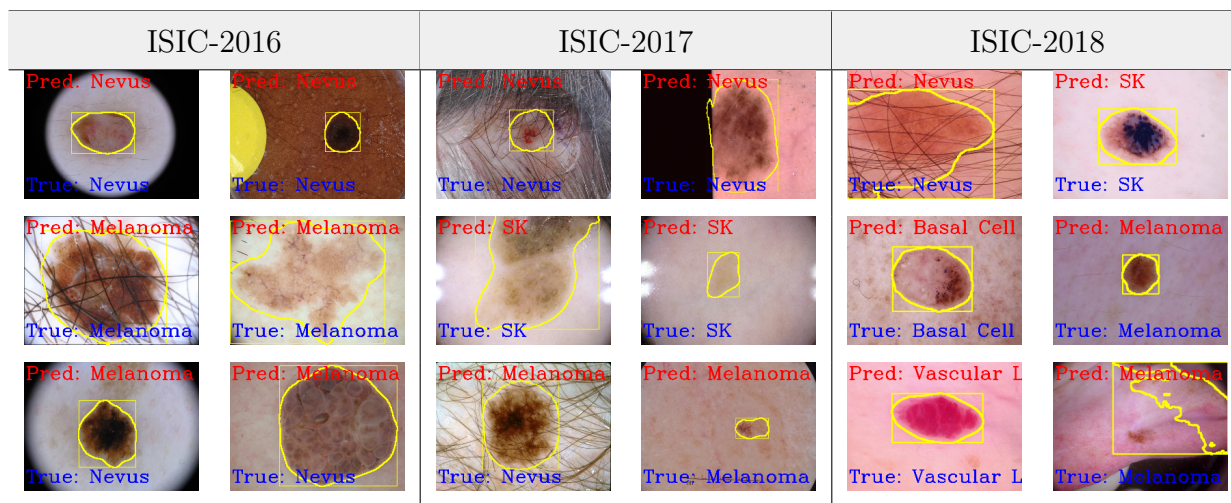 ISIC-2016 ISIC-2017 ISIC-2018
Pred: Nevus Pred: Nevus Pred: Nevus Pred: Nevus Pred: Nevus Pred: SK
True: Nevus True: Nevus True: Nevus True: Nevus True: Nevus True: SK
Pred: Melanoma Pred: Melanoma Pred: SK Pred: SK Pred: Basal Cell Pred: Melanoma
True: Melanoma True: Melanoma True: SK True: SK True: Basal Cell True: Melanoma
Pred: Melanoma Pred: Melanoma Pred: Melanoma Pred: Melanoma Pred: Vascular L Pred: Melanoma
True: Nevus True: Nevus True: Nevus True: Melanoma True: Vascular L True: Melanoma